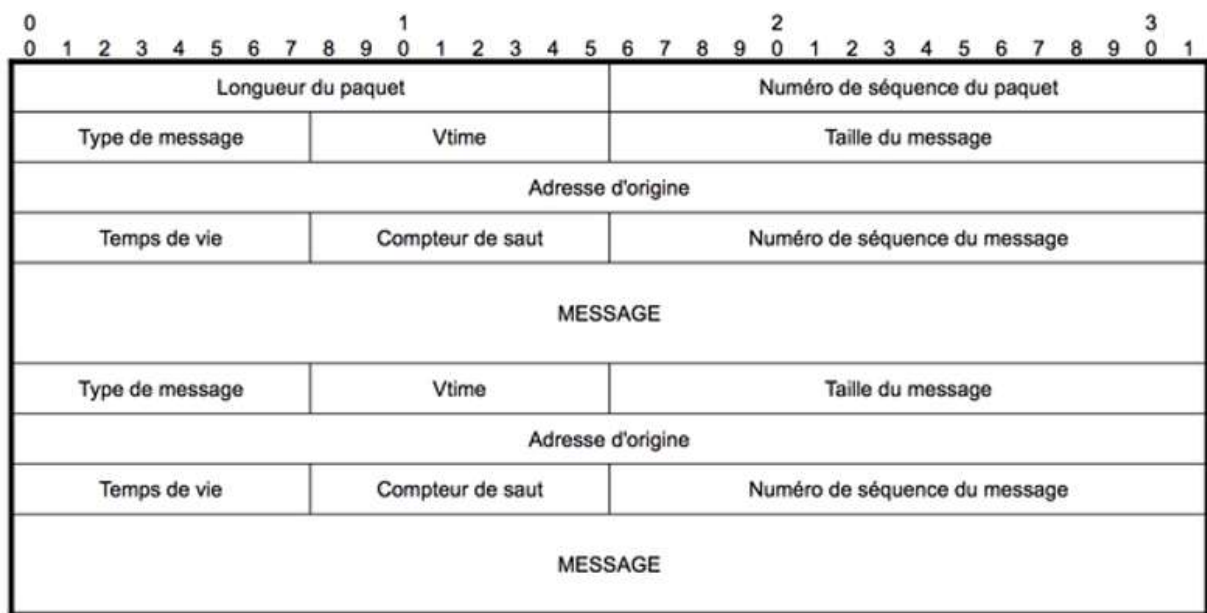 0 1 2 3
0 1 2 3 4 5 6 7 8 9 0 1 2 3 4 5 6 7 8 9 0 1 2 3 4 5 6 7 8 9 0 1
Longueur du paquet Numéro de séquence du paquet
Type de message Vtime Taille du message
Adresse d'origine
Temps de vie Compteur de saut Numéro de séquence du message
MESSAGE
Type de message Vtime Taille du message
Adresse d'origine
Temps de vie Compteur de saut Numéro de séquence du message
MESSAGE